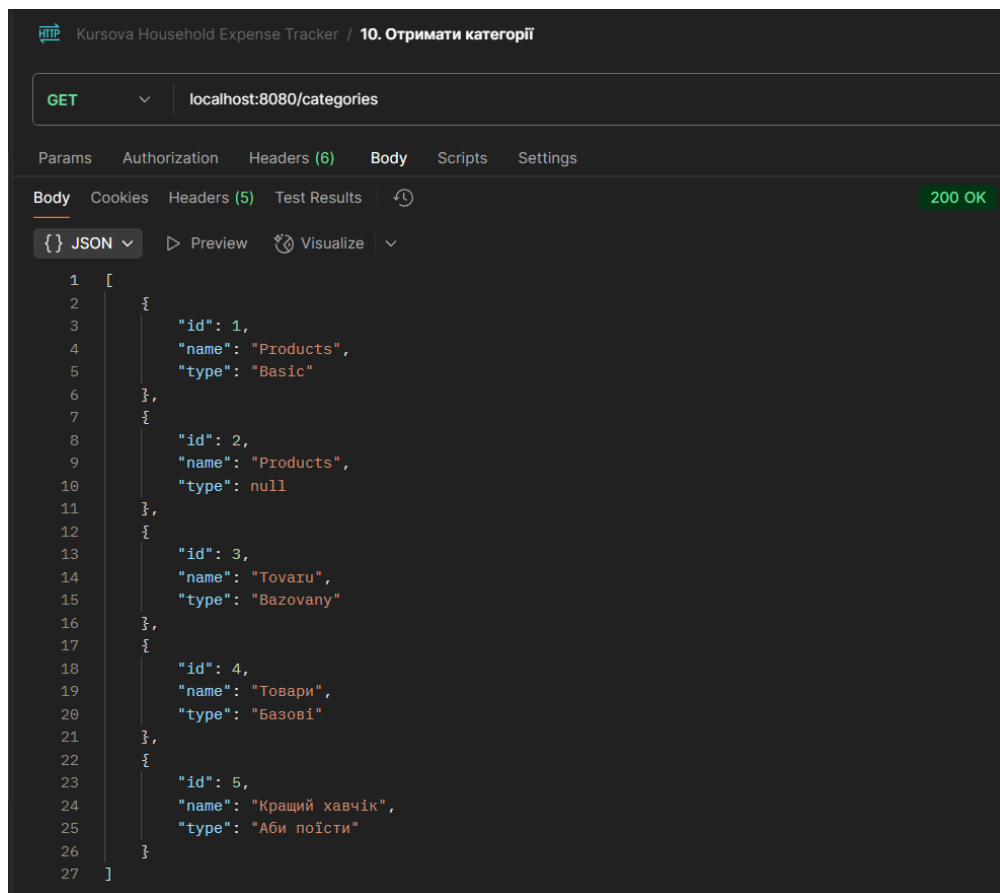 HTTP Kursova Household Expense Tracker / 10. Отримати категорії
GET localhost:8080/categories
Params Authorization Headers (6) Body Scripts Settings
Body Cookies Headers (5) Test Results 200 OK
{} JSON Preview Visualize
1 [
2 {
3 "id": 1,
4 "name": "Products",
5 "type": "Basic"
6 },
7 {
8 "id": 2,
9 "name": "Products",
10 "type": null
11 },
12 {
13 "id": 3,
14 "name": "Tovaru",
15 "type": "Bazovany"
16 },
17 {
18 "id": 4,
19 "name": "Товари",
20 "type": "Базові"
21 },
22 {
23 "id": 5,
24 "name": "Кращий хавчік",
25 "type": "Аби поїсти"
26 }
27 ]